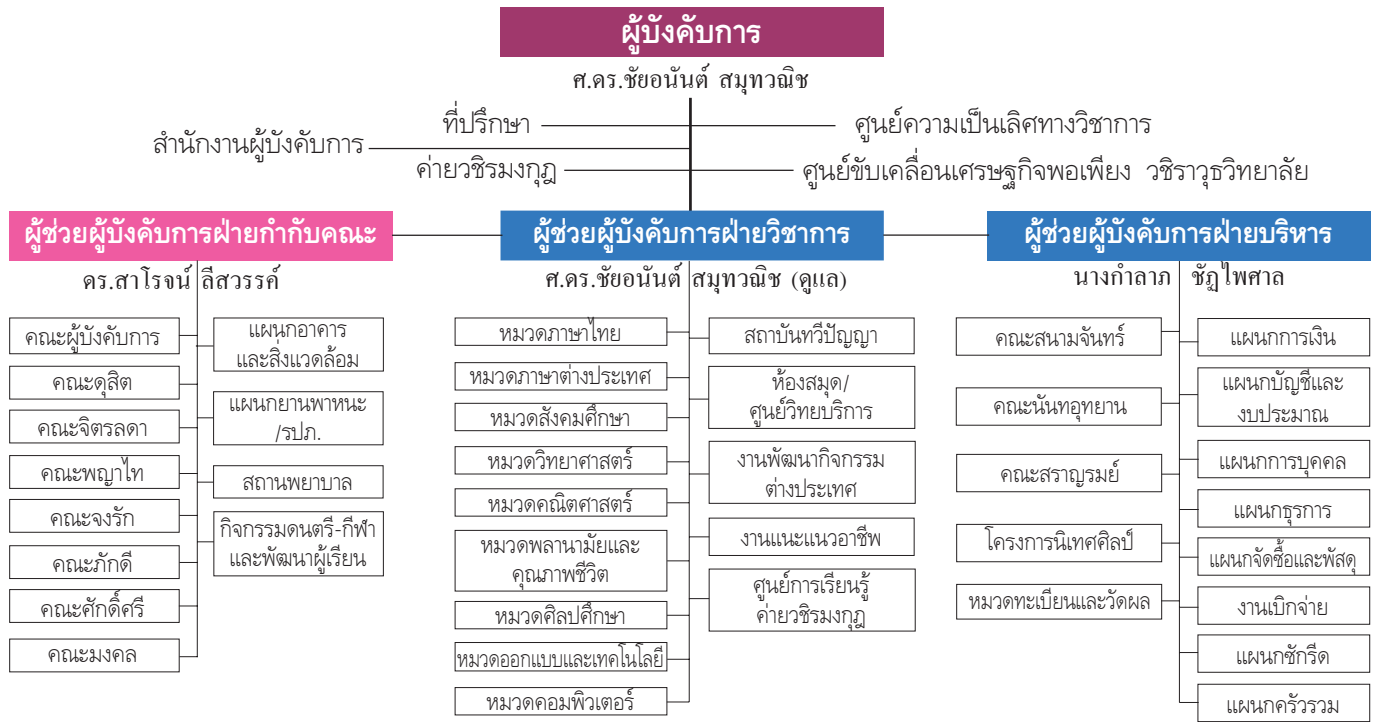 ผู้บังคับการ
ศ.ดร.ชัยอนันต์ สมุทวณิช
ที่ปรึกษา
ศูนย์ความเป็นเลิศทางวิชาการ
สำนักงานผู้บังคับการ
ค่ายวชิรมงกุฎ
ศูนย์ขับเคลื่อนเศรษฐกิจพอเพียง วชิราวุธวิทยาลัย
ผู้ช่วยผู้บังคับการฝ่ายกำกับคณะ
ดร.สาโรจน์ ลีสวรรค์
คณะผู้บังคับการ
คณะดุสิต
คณะจิตรลดา
คณะพญาไท
คณะจงรัก
คณะภักดี
คณะศักดิ์ศรี
คณะมงคล
แผนกอาคาร
และสิ่งแวดล้อม
แผนกยานพาหนะ
/รปภ.
สถานพยาบาล
กิจกรรมดนตรี-กีฬา
และพัฒนาผู้เรียน
ผู้ช่วยผู้บังคับการฝ่ายวิชาการ
ศ.ดร.ชัยอนันต์ สมุทวณิช (ดูแล)
หมวดภาษาไทย
หมวดภาษาต่างประเทศ
หมวดสังคมศึกษา
หมวดวิทยาศาสตร์
หมวดคณิตศาสตร์
หมวดพลานามัยและ
คุณภาพชีวิต
หมวดศิลปศึกษา
หมวดออกแบบและเทคโนโลยี
หมวดคอมพิวเตอร์
สถาบันทวีปัญญา
ห้องสมุด/
ศูนย์วิทยบริการ
งานพัฒนากิจกรรม
ต่างประเทศ
งานแนะแนวอาชีพ
ศูนย์การเรียนรู้
ค่ายวชิรมงกุฎ
ผู้ช่วยผู้บังคับการฝ่ายบริหาร
นางกำลาภ ชัฏไพศาล
คณะสนามจันทร์
คณะนันทอุทยาน
คณะสราญรมย์
โครงการนิเทศศิลป์
หมวดทะเบียนและวัดผล
แผนกการเงิน
แผนกบัญชีและ
งบประมาณ
แผนกการบุคคล
แผนกธุรการ
แผนกจัดซื้อและพัสดุ
งานเบิกจ่าย
แผนกซักรีด
แผนกครัวรวม